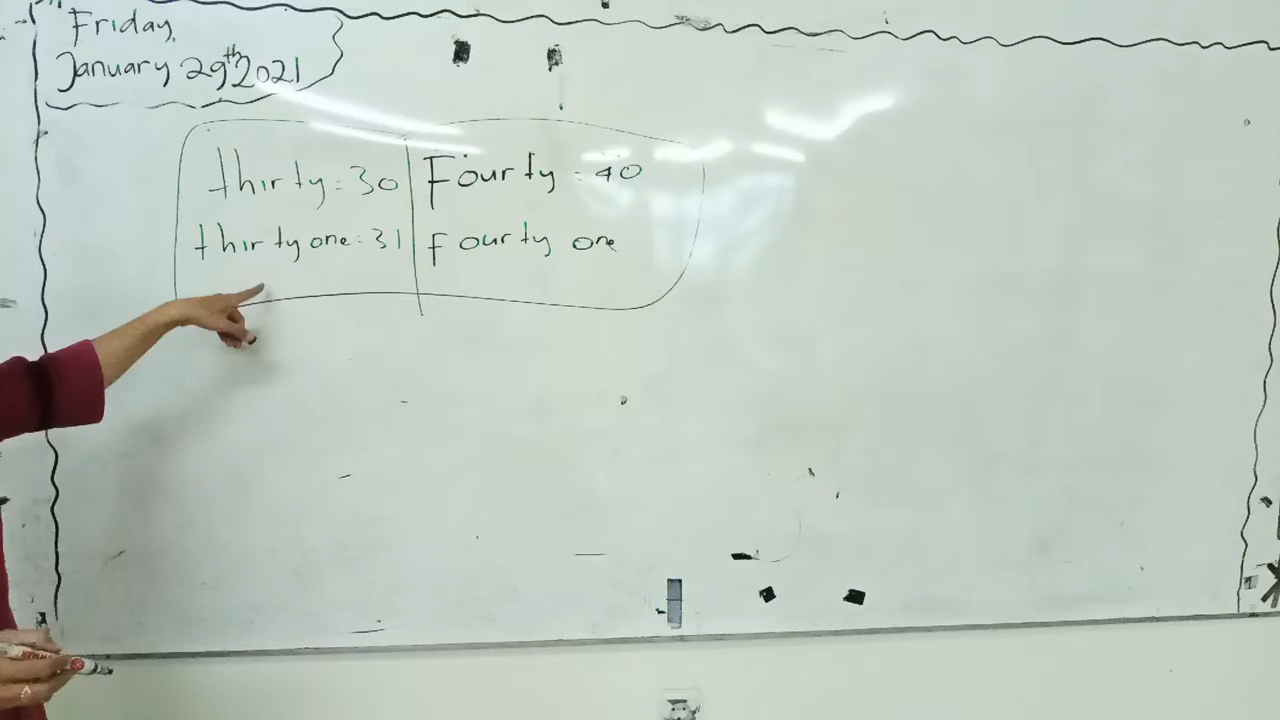 Friday,
January 29th 2021
thirty = 30
Fourty = 40
thirty one = 31
Fourty one